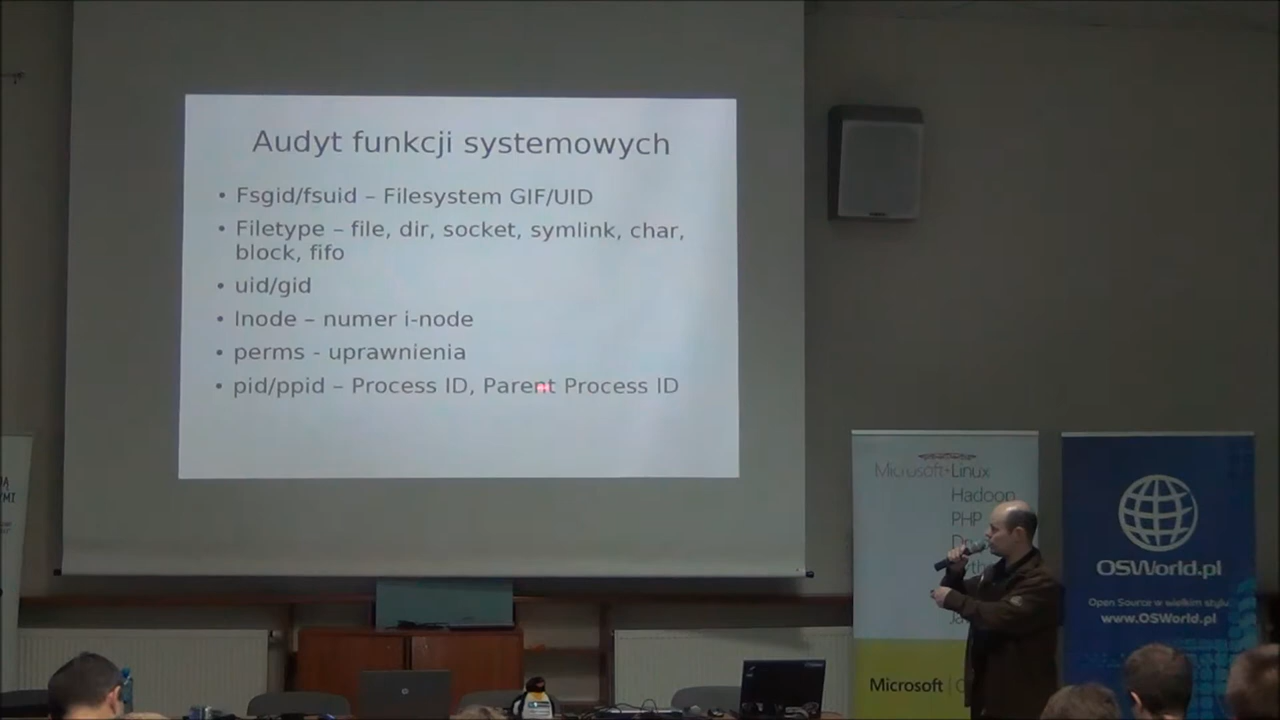 Audyt funkcji systemowych
• Fsgid/fsuid – Filesystem GIF/UID
• Filetype – file, dir, socket, symlink, char,
block, fifo
• uid/gid
• Inode – numer i-node
• perms - uprawnienia
• pid/ppid – Process ID, Parent Process ID
Microsoft+Linux
Hadoop
PHP
Microsoft
OSWorld.pl
Open Source w wielkim stylu
www.OSWorld.pl